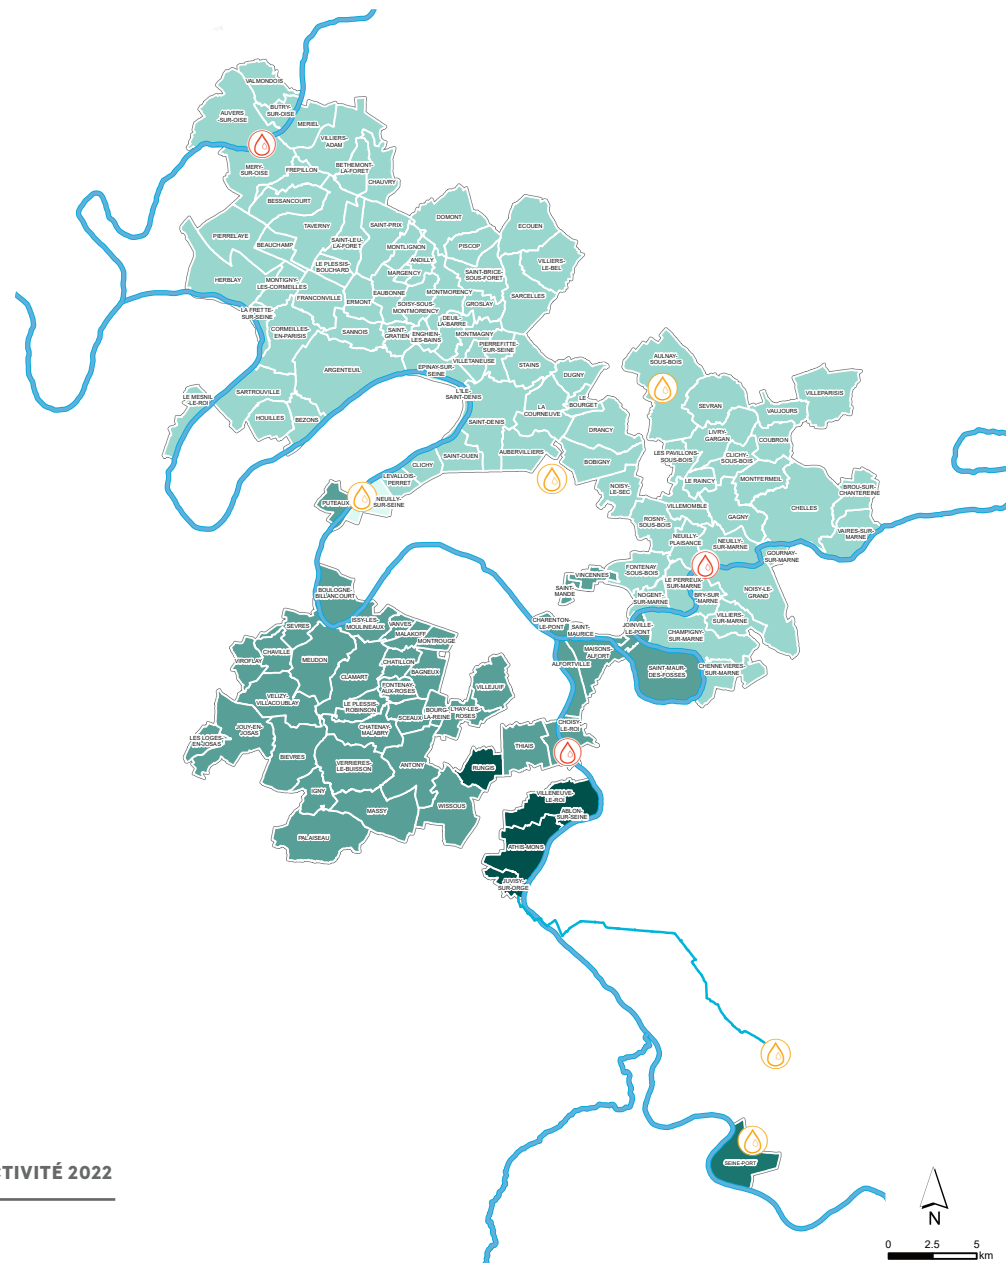 VALMONDOIS
BUTRY-
SUR-OISE
AUVERS
-SUR-OISE
MERIEL
VILLIERS-
ADAM
MERY-
SUR-OISE
FREPILLON
BETHEMONT-
LA-FORET
CHAUVRY
BESSANCOURT
TAVERNY
SAINT-PRIX
DOMONT
ECOUEN
PIERRELAYE
BEAUCHAMP
SAINT-LEU-
LA-FORET
MONTLIGNON
PISCOP
ANDILLY
VILLIERS-
LE-BEL
LE PLESSIS-
BOUCHARD
MARGENCY
SAINT-BRICE-
SOUS-FORET
HERBLAY
MONTIGNY-
LES-CORMEILLES
FRANCONVILLE
EAUBONNE
ERMONT
MONTMORENCY
SARCELLES
SOISY-SOUS-
MONTMORENCY
GROSLAY
LA FRETTE-
SUR-SEINE
DEUIL-
LA-BARRE
CORMEILLES-
EN-PARISIS
SANNOIS
SAINT-
GRATIEN
ENGHIEN-
LES-BAINS
MONTMAGNY
PIERREFITTE-
SUR-SEINE
VILLETANEUSE
STAINS
ARGENTEUIL
EPINAY-SUR-
SEINE
DUGNY
AULNAY-
SOUS-BOIS
LE MESNIL
-LE-ROI
SARTROUVILLE
L'ILE-
SAINT-DENIS
LE
BOURGET
LA
COURNEUVE
SEVRAN
VILLEPARISIS
VAUJOURS
HOUILLES
BEZONS
SAINT-DENIS
DRANCY
LIVRY-
GARGAN
COUBRON
SAINT-OUEN
AUBERVILLIERS
BOBIGNY
LES PAVILLONS-
SOUS-BOIS
CLICHY-
SOUS-BOIS
CLICHY
LEVALLOIS-
PERRET
NOISY-
LE-SEC
LE RAINCY
MONTFERMEIL
BROU-SUR-
CHANTEREINE
PUTEAUX
NEUILLY-
SUR-SEINE
VILLEMOMBLE
CHELLES
ROSNY-
SOUS-BOIS
GAGNY
VAIRES-SUR-
MARNE
NEUILLY-
PLAISANCE
NEUILLY-
SUR-MARNE
GOURNAY-
SUR-MARNE
FONTENAY
-SOUS-BOIS
VINCENNES
SAINT-
MANDE
LE PERREUX-
SUR-MARNE
NOISY-LE-
GRAND
NOGENT-
SUR-MARNE
BRY-SUR
-MARNE
BOULOGNE-
BILLANCOURT
VILLIERS-
SUR-MARNE
CHARENTON-
LE-PONT
SAINT-
MAURICE
JOINVILLE-
LE-PONT
CHAMPIGNY-
SUR-MARNE
SEVRES
ISSY-LES-
MOULINEAUX
VANVES
MALAKOFF
MONTROUGE
MAISONS-
ALFORT
ALFORTVILLE
SAINT-MAUR-
DES-FOSSES
CHENNEVIERES-
SUR-MARNE
CHAVILLE
VIROFLAY
MEUDON
CHATILLON
BAGNEUX
CLAMART
FONTENAY-
AUX-ROSES
VILLEJUIF
VELIZY-
VILLACOUBLAY
LE PLESSIS-
ROBINSON
SCEAUX
BOURG-
LA-REINE
L'HAY-LES-
ROSES
CHATENAY-
MALABRY
CHOISY-
LE-ROI
LES LOGES-
EN-JOSAS
JOUY-EN-
JOSAS
THIAIS
BIEVRES
VERRIERES-
LE-BUISSON
ANTONY
RUNGIS
IGNY
MASSY
WISSOUS
PALAISEAU
VILLENEUVE-
LE-ROI
ABLON-
SUR-SEINE
ATHIS-MONS
JUVISY-
SUR-ORGE
SEINE-PORT
CTIVITÉ 2022
N
0 2.5 5
km